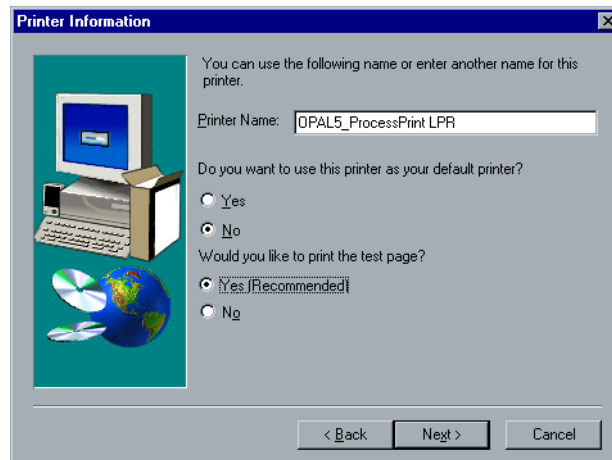 Printer Information
You can use the following name or enter another name for this
printer.
Printer Name: OPAL5_ProcessPrint LPR
Do you want to use this printer as your default printer?
Yes
No
Would you like to print the test page?
Yes (Recommended)
No
< Back Next > Cancel